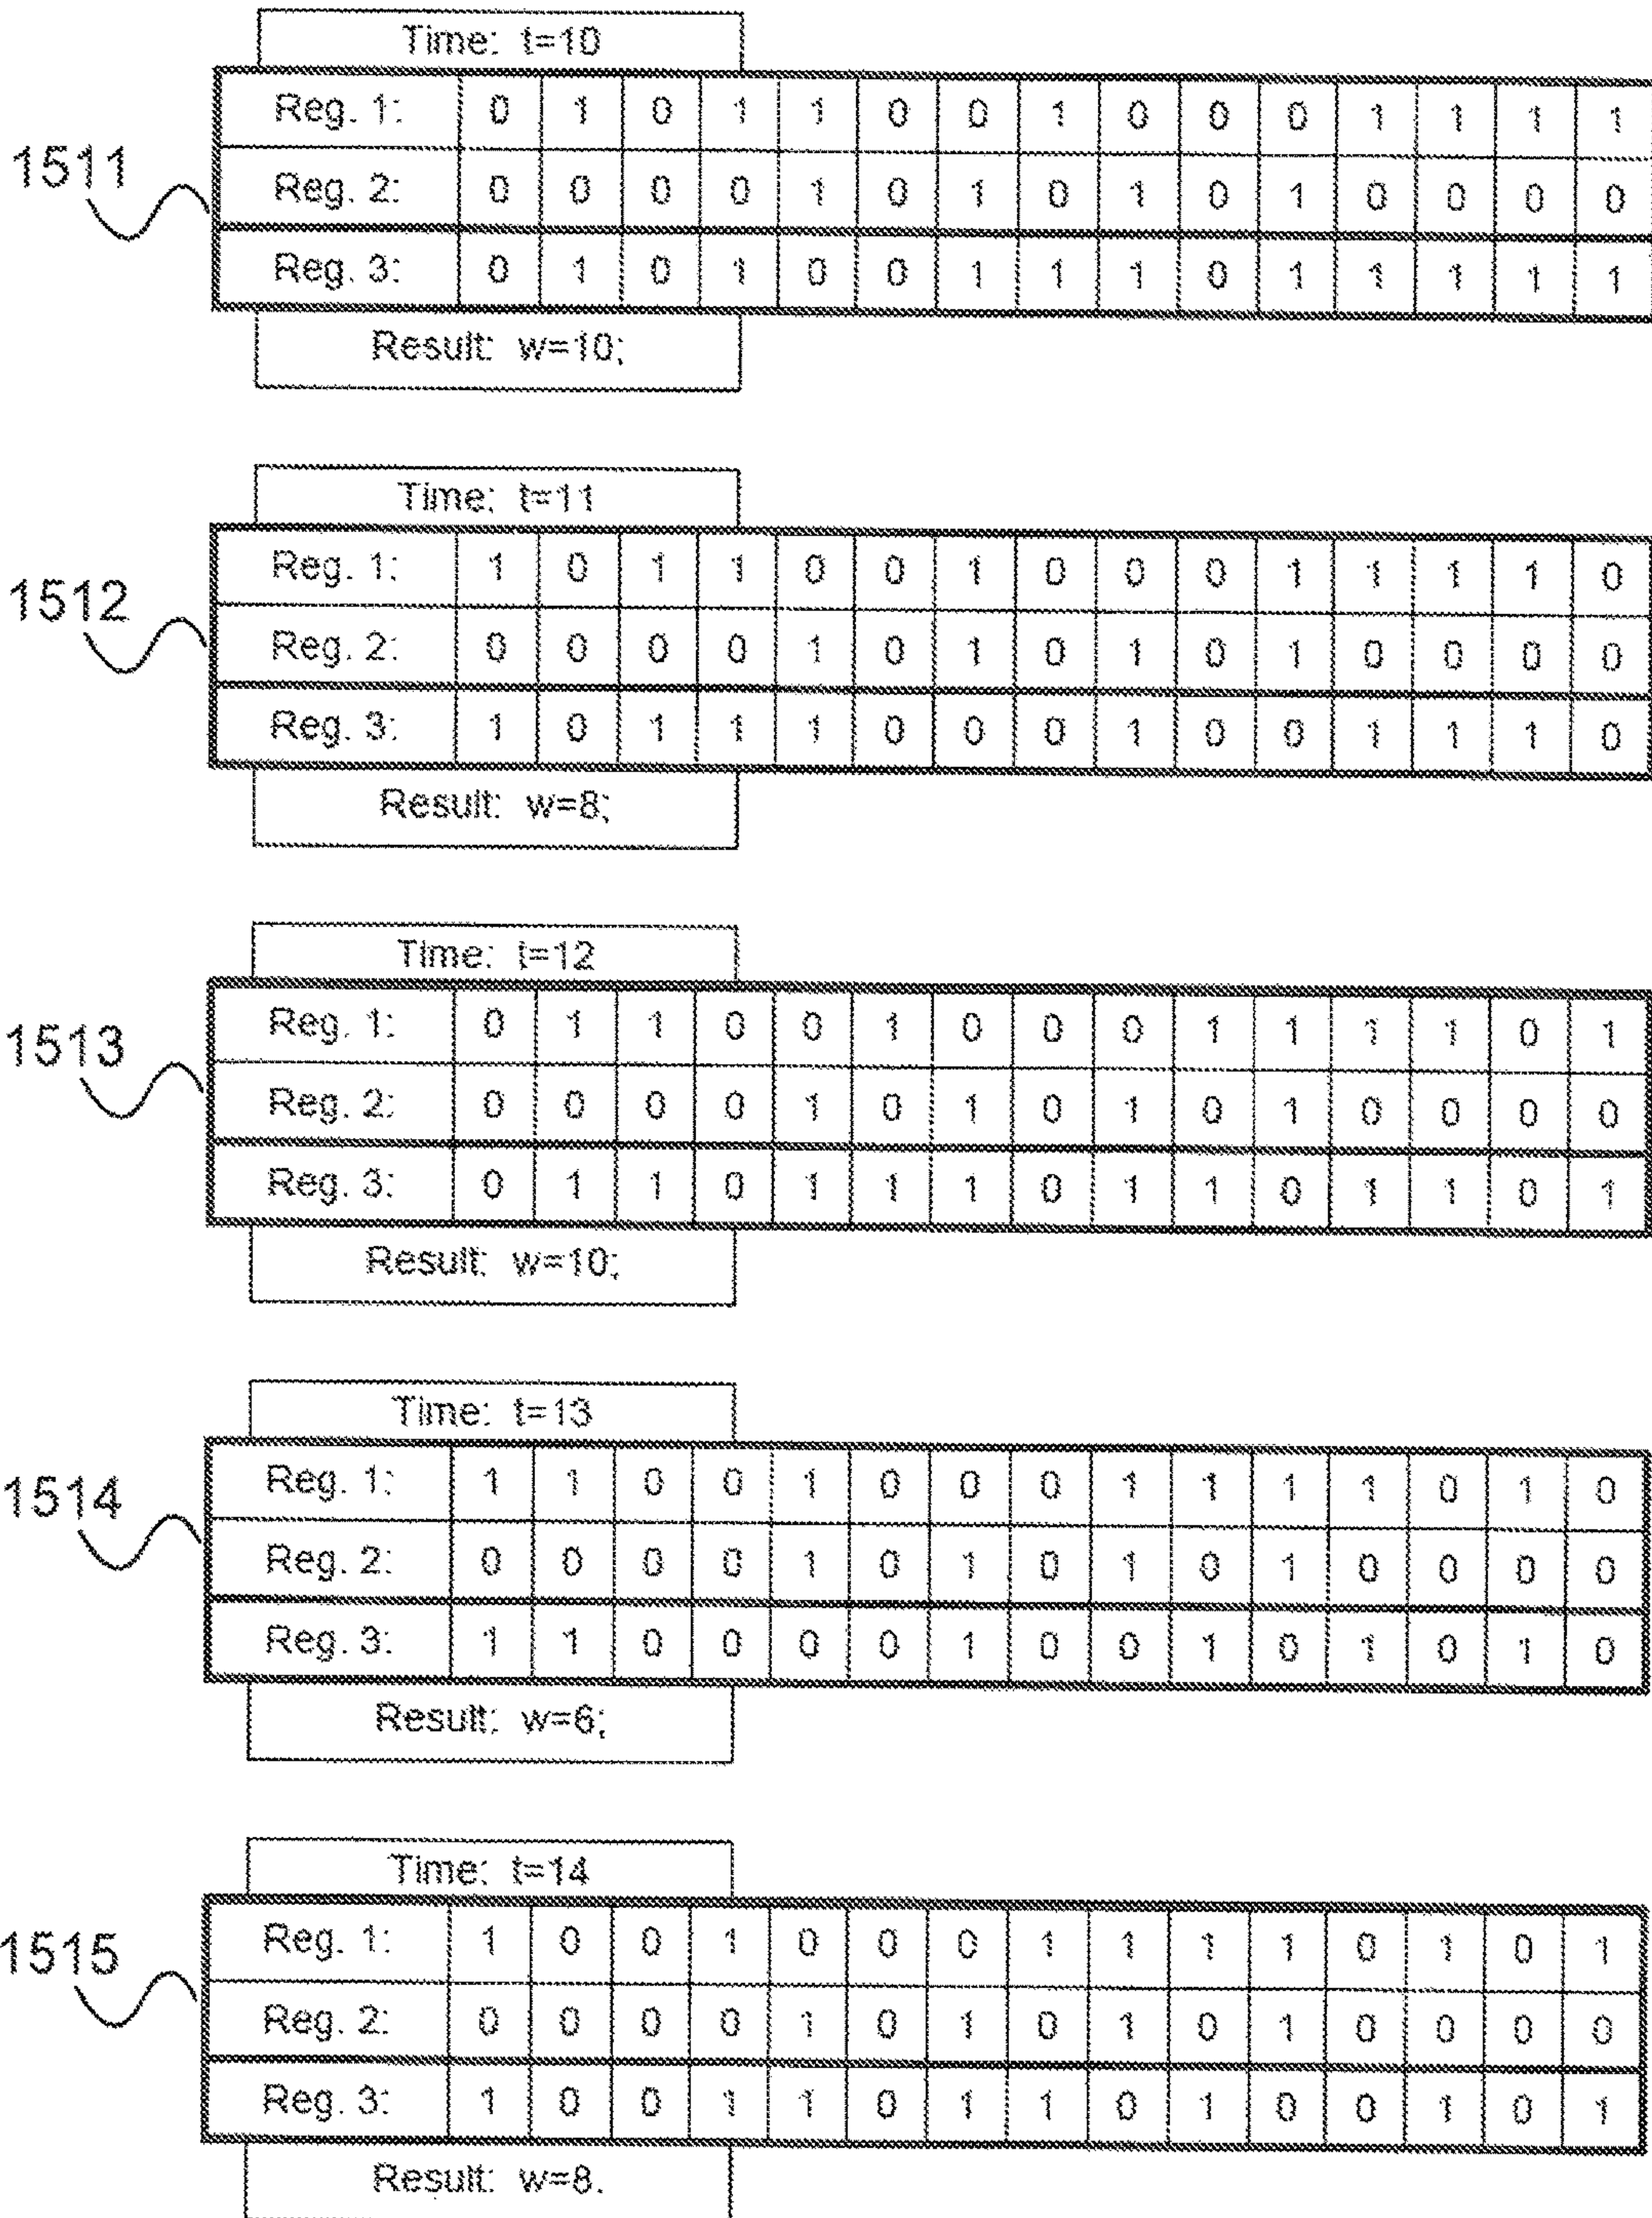 Time: t=10
Reg. 1: 0 1 0 1 1 0 0 1 0 0 0 1 1 1 1
1511
Reg. 2: 0 0 0 0 1 0 1 0 1 0 1 0 0 0 0
Reg. 3: 0 1 0 1 0 0 1 1 1 0 1 1 1 1 1
Result: w=10;
Time: t=11
Reg. 1: 1 0 1 1 0 0 1 0 0 0 1 1 1 1 0
1512
Reg. 2: 0 0 0 0 1 0 1 0 1 0 1 0 0 0 0
Reg. 3: 1 0 1 1 1 0 0 0 1 0 0 1 1 1 0
Result: w=8;
Time: t=12
Reg. 1: 0 1 1 0 0 1 0 0 0 1 1 1 1 0 1
1513
Reg. 2: 0 0 0 0 1 0 1 0 1 0 1 0 0 0 0
Reg. 3: 0 1 1 0 1 1 1 0 1 1 0 1 1 0 1
Result: w=10;
Time: t=13
Reg. 1: 1 1 0 0 1 0 0 0 1 1 1 1 0 1 0
1514
Reg. 2: 0 0 0 0 1 0 1 0 1 0 1 0 0 0 0
Reg. 3: 1 1 0 0 0 0 1 0 0 1 0 1 0 1 0
Result: w=6;
Time: t=14
Reg. 1: 1 0 0 1 0 0 0 1 1 1 1 0 1 0 1
1515
Reg. 2: 0 0 0 0 1 0 1 0 1 0 1 0 0 0 0
Reg. 3: 1 0 0 1 1 0 1 1 0 1 0 0 1 0 1
Result: w=8.